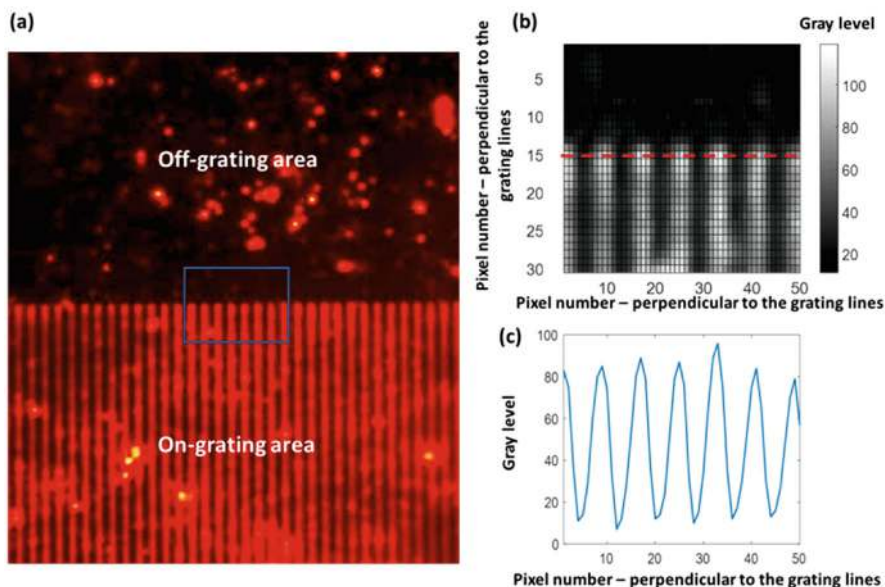 (a)
Off-grating area
On-grating area
(b)
Gray level
Pixel number – perpendicular to the
grating lines
5
10
15
20
25
30
10
20
30
40
50
Pixel number – perpendicular to the grating lines
100
80
60
40
20
(c)
Gray level
100
80
60
40
20
0
10
20
30
40
50
Pixel number – perpendicular to the grating lines